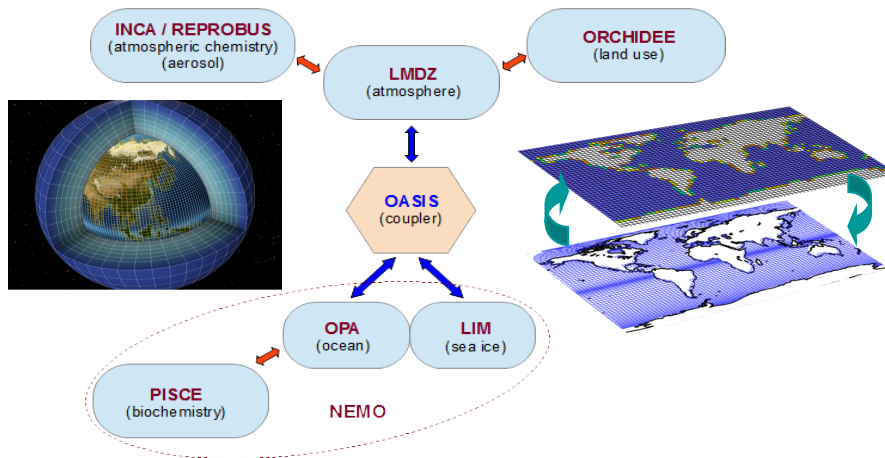 INCA / REPROBUS
(atmospheric chemistry)
(aerosol)
ORCHIDEE
(land use)
LMDZ
(atmosphere)
OASIS
(coupler)
OPA
(ocean)
LIM
(sea ice)
PISCE
(biochemistry)
NEMO